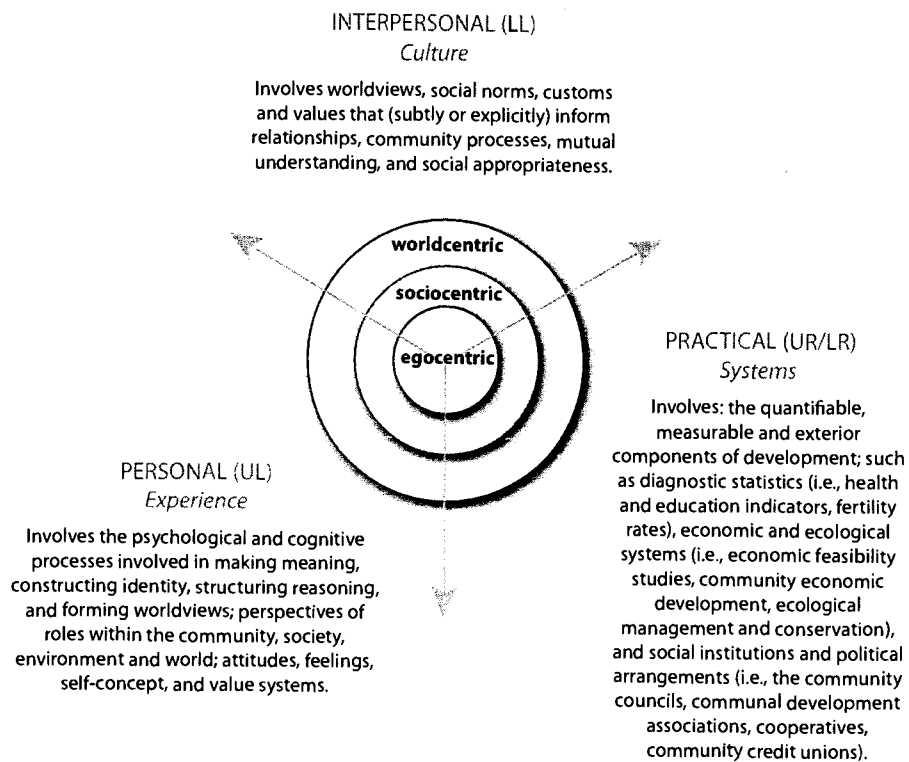 INTERPERSONAL (LL)
Culture
Involves worldviews, social norms, customs
and values that (subtly or explicitly) inform
relationships, community processes, mutual
understanding, and social appropriateness.
worldcentric
sociocentric
egocentric
PRACTICAL (UR/LR)
Systems
Involves: the quantifiable,
measurable and exterior
components of development; such
as diagnostic statistics (i.e., health
and education indicators, fertility
rates), economic and ecological
systems (i.e., economic feasibility
studies, community economic
development, ecological
management and conservation),
and social institutions and political
arrangements (i.e., the community
councils, communal development
associations, cooperatives,
community credit unions).
PERSONAL (UL)
Experience
Involves the psychological and cognitive
processes involved in making meaning,
constructing identity, structuring reasoning,
and forming worldviews; perspectives of
roles within the community, society,
environment and world; attitudes, feelings,
self-concept, and value systems.